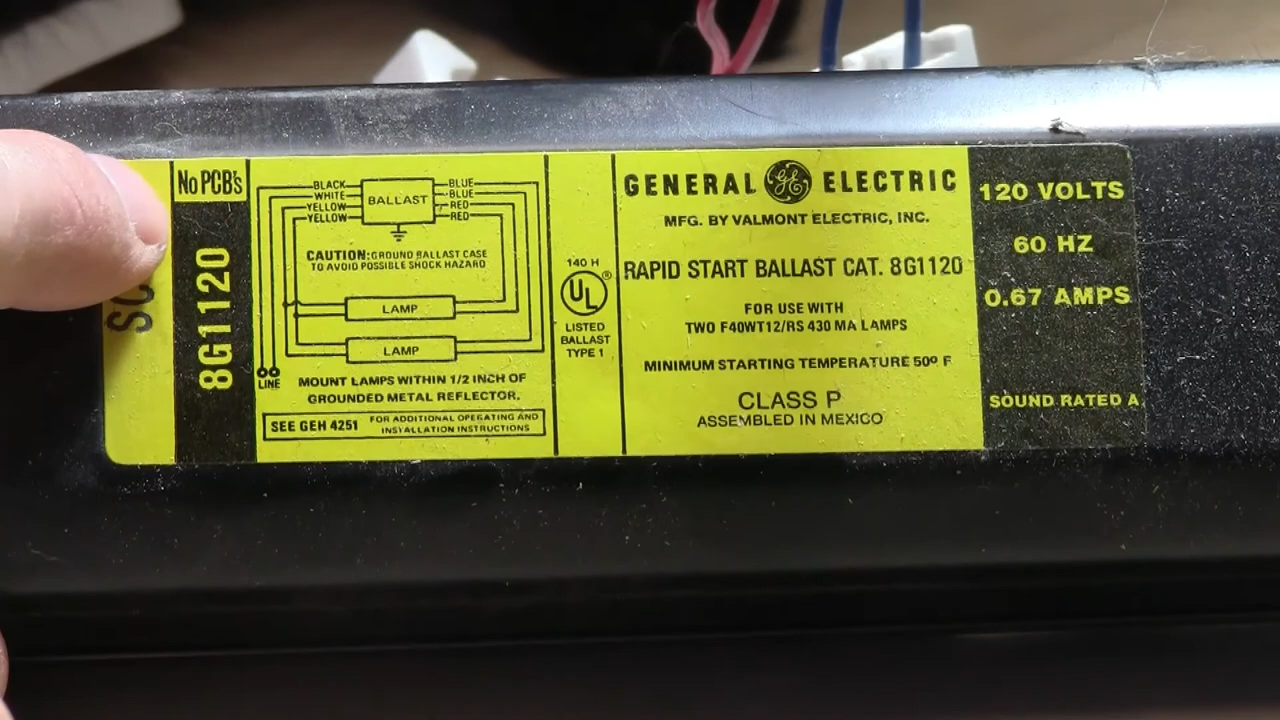 No PCB's
8G1120
BLACK
WHITE
YELLOW
YELLOW
BALLAST
BLUE
BLUE
RED
RED
CAUTION: GROUND BALLAST CASE
TO AVOID POSSIBLE SHOCK HAZARD
LAMP
LAMP
LINE
MOUNT LAMPS WITHIN 1/2 INCH OF
GROUNDED METAL REFLECTOR.
SEE GEH 4251
FOR ADDITIONAL OPERATING AND
INSTALLATION INSTRUCTIONS
140 H
UL®
LISTED
BALLAST
TYPE 1
GENERAL GE ELECTRIC
MFG. BY VALMONT ELECTRIC, INC.
RAPID START BALLAST CAT. 8G1120
FOR USE WITH
TWO F40WT12/RS 430 MA LAMPS
MINIMUM STARTING TEMPERATURE 50º F
CLASS P
ASSEMBLED IN MEXICO
120 VOLTS
60 HZ
0.67 AMPS
SOUND RATED A